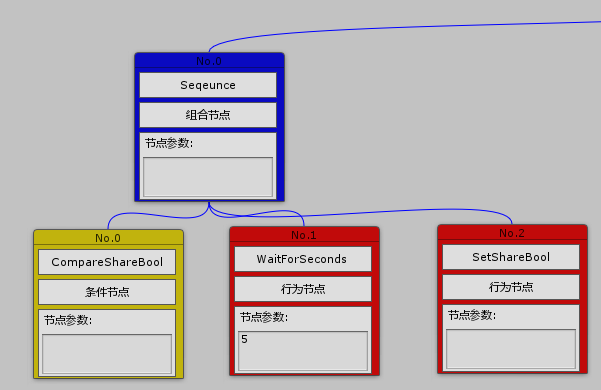 No.0
Seqeunce
组合节点
节点参数:
No.0
CompareShareBool
条件节点
节点参数:
No.1
WaitForSeconds
行为节点
节点参数:
5
No.2
SetShareBool
行为节点
节点参数: